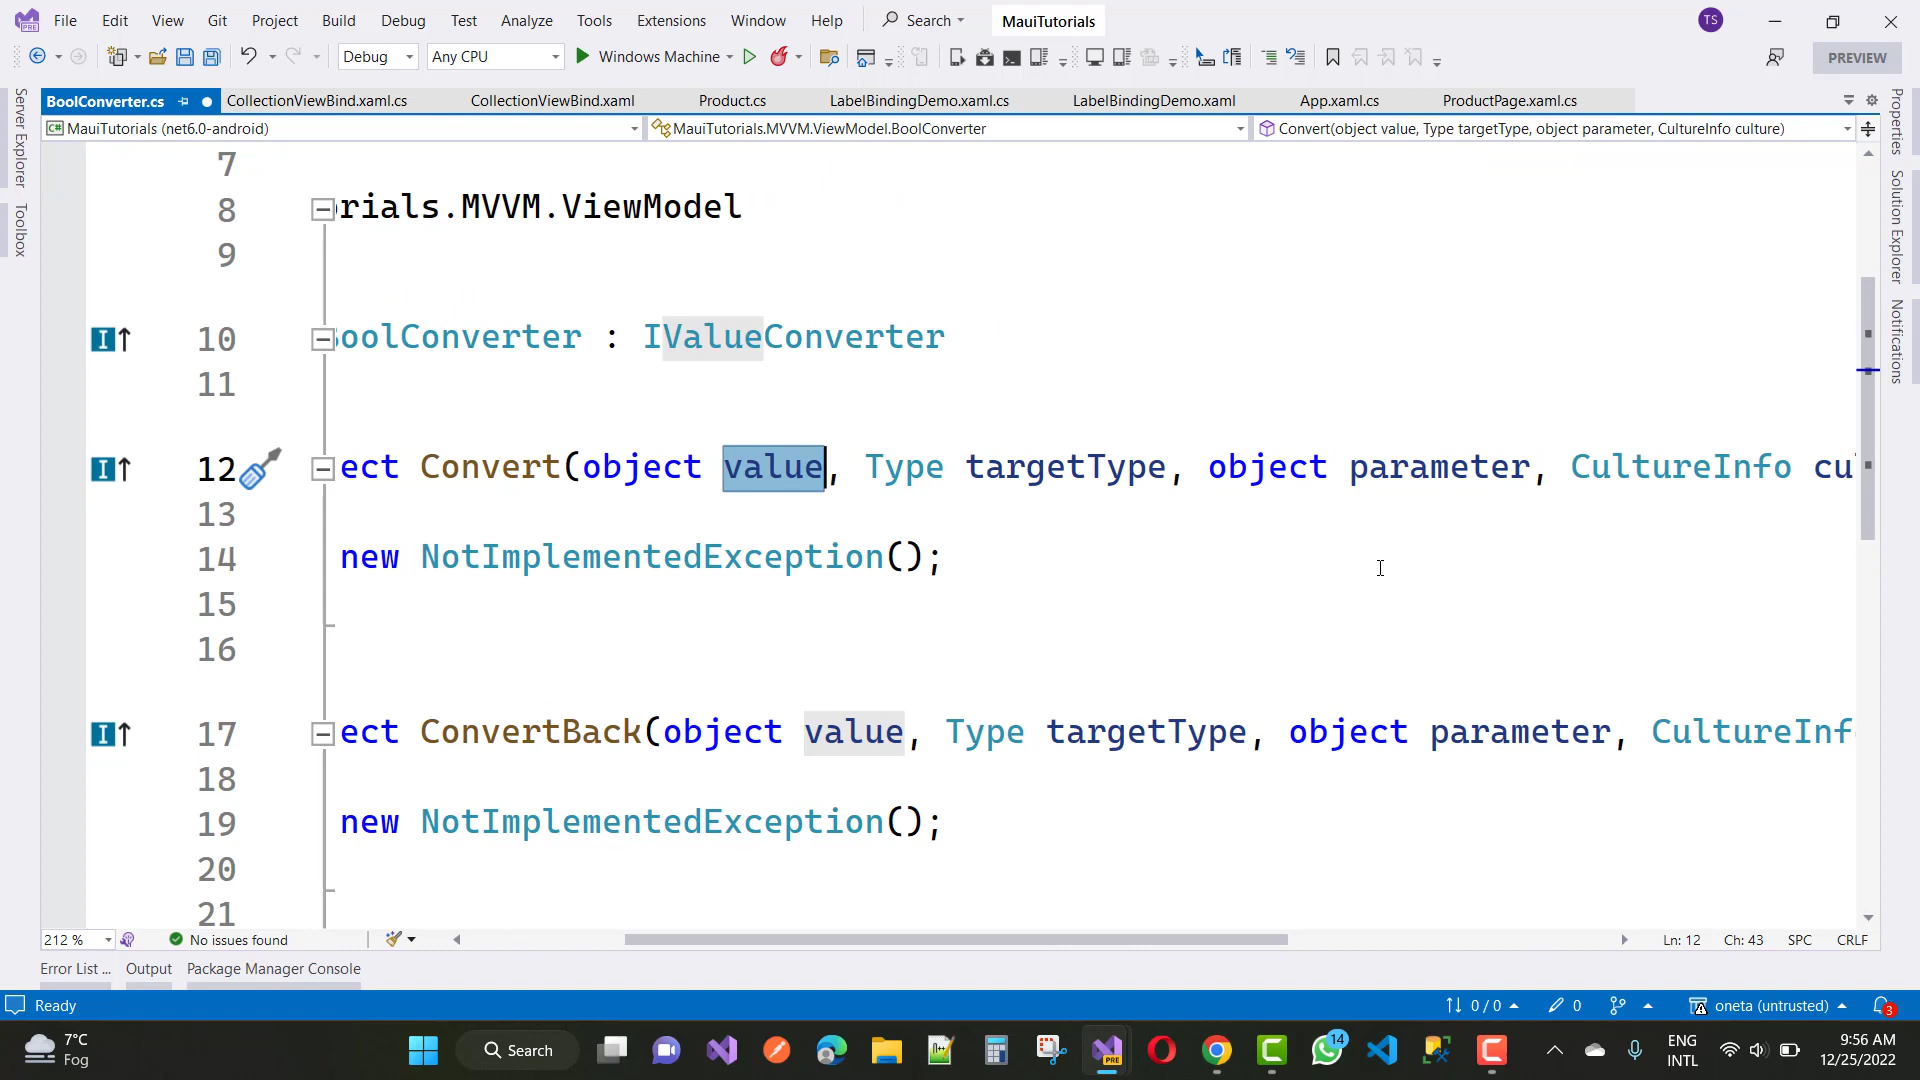 File Edit View Git Project Build Debug Test Analyze Tools Extensions Window Help Search MauiTutorials TS
Debug Any CPU Windows Machine PREVIEW
BoolConverter.cs CollectionViewBind.xaml.cs CollectionViewBind.xaml Product.cs LabelBindingDemo.xaml.cs LabelBindingDemo.xaml App.xaml.cs ProductPage.xaml.cs
MauiTutorials (net6.0-android) MauiTutorials.MVVM.ViewModel.BoolConverter Convert(object value, Type targetType, object parameter, CultureInfo culture)
Server Explorer
Toolbox
Properties
Solution Explorer
Notifications
7
8 rials.MVVM.ViewModel
9
10 oolConverter : IValueConverter
11
12 ect Convert(object value, Type targetType, object parameter, CultureInfo cu
13
14 new NotImplementedException();
15
16
17 ect ConvertBack(object value, Type targetType, object parameter, CultureInf
18
19 new NotImplementedException();
20
21
212 % No issues found Ln: 12 Ch: 43 SPC CRLF
Error List ... Output Package Manager Console
Ready 0 / 0 0 oneta (untrusted) 3
7°C
Fog
Search
PRE
14
ENG
INTL
9:56 AM
12/25/2022